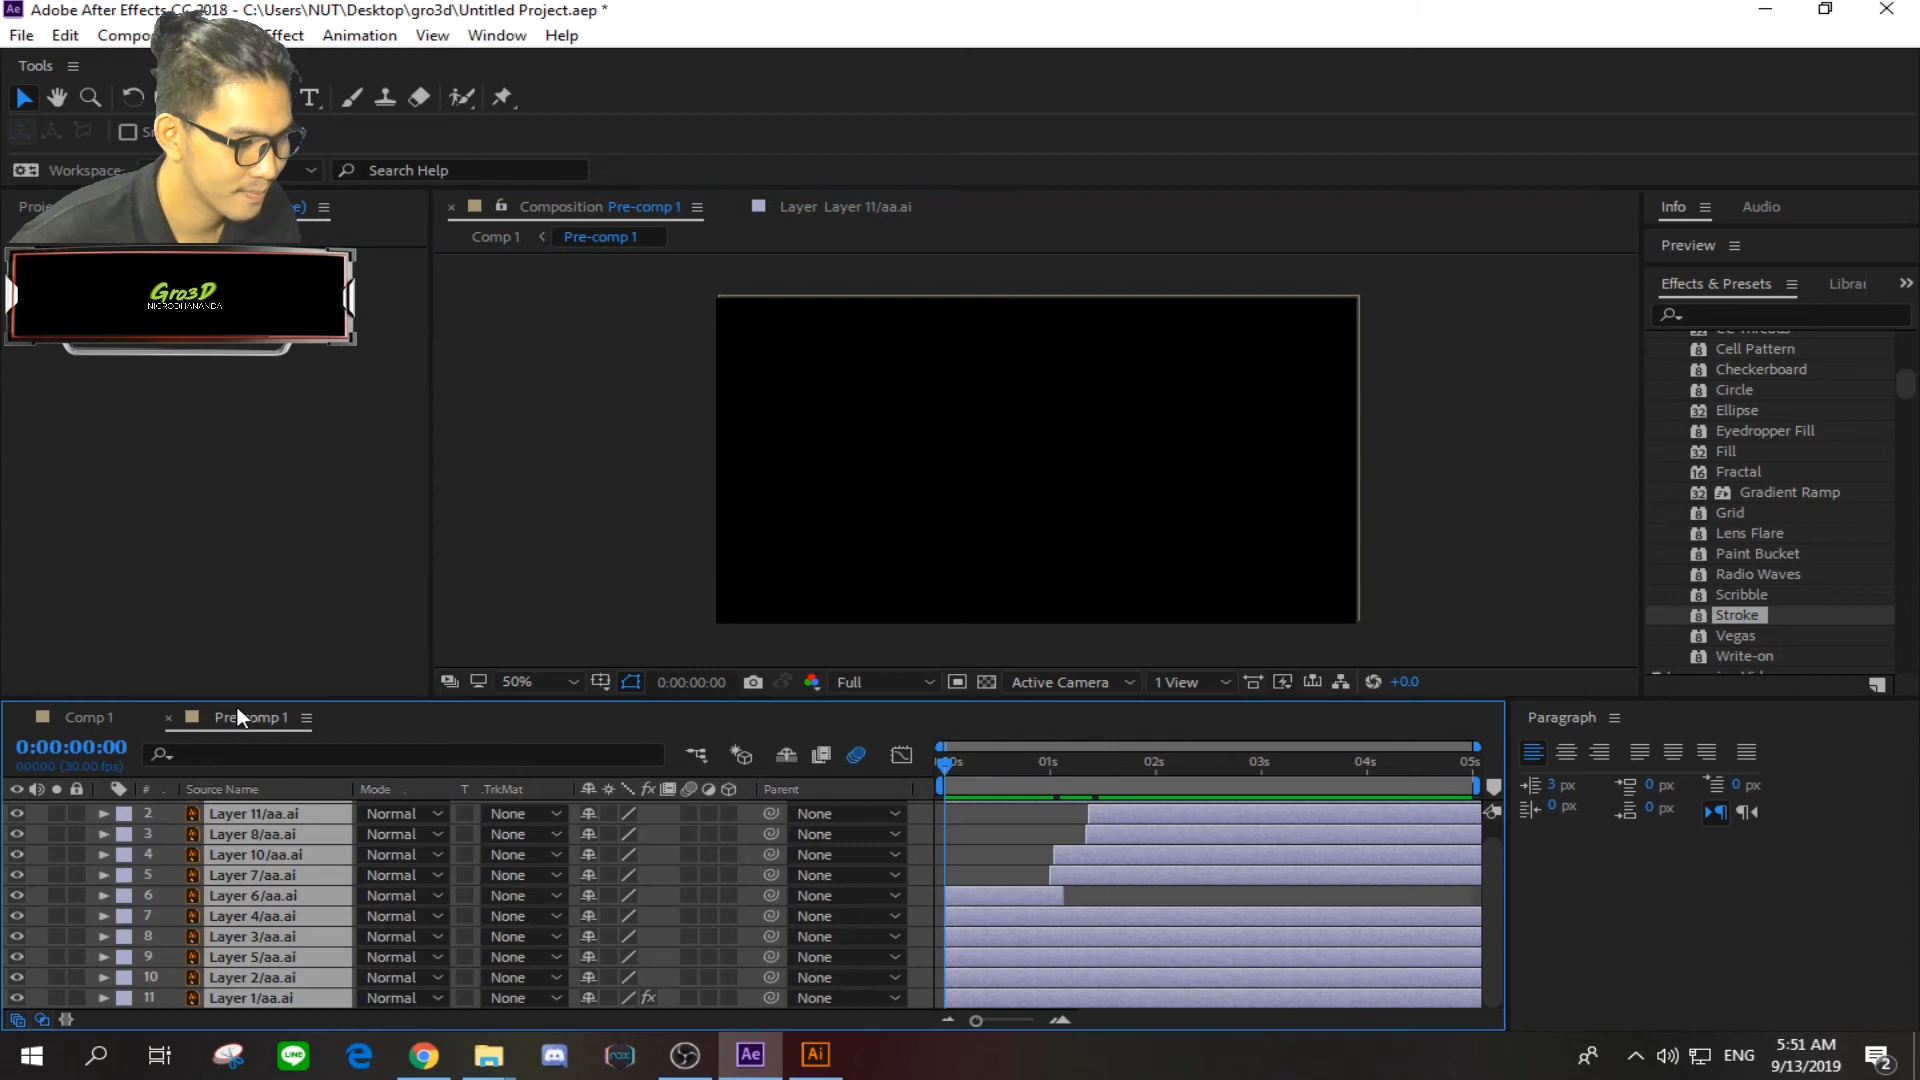 Adobe After Effects CC 2018 - C:\Users\NUT\Desktop\gro3d\Untitled Project.aep *
File Edit Compo Effect Animation View Window Help
Tools
Workspace: Search Help
Composition Pre-comp 1 Layer Layer 11/aa.ai
Comp 1 Pre-comp 1
Gro3D
NIGRODHANANDA
Info Audio
Preview
Effects & Presets
Cell Pattern
Checkerboard
Circle
Ellipse
Eyedropper Fill
Fill
Fractal
Gradient Ramp
Grid
Lens Flare
Paint Bucket
Radio Waves
Scribble
Stroke
Vegas
Write-on
50% 0:00:00:00 Full Active Camera 1 View +0.0
Comp 1
0:00:00:00
00000 (30.00 fps)
01s 02s 03s 04s 05s
# Source Name Mode T .TrkMat Parent
2 Layer 11/aa.ai Normal None None
3 Layer 8/aa.ai Normal None None
4 Layer 10/aa.ai Normal None None
5 Layer 7/aa.ai Normal None None
6 Layer 6/aa.ai Normal None None
7 Layer 4/aa.ai Normal None None
8 Layer 3/aa.ai Normal None None
9 Layer 5/aa.ai Normal None None
10 Layer 2/aa.ai Normal None None
11 Layer 1/aa.ai Normal fx None None
Paragraph
3 px 0 px 0 px
0 px 0 px
ENG
5:51 AM
9/13/2019
2